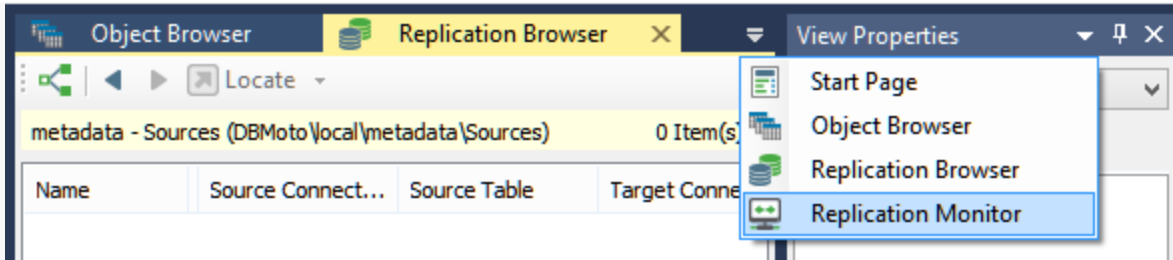 Object Browser
Replication Browser
View Properties
Locate
Start Page
metadata - Sources (DBMoto\local\metadata\Sources)
0 Item(s)
Object Browser
Replication Browser
Name
Source Connect...
Source Table
Target Conne
Replication Monitor